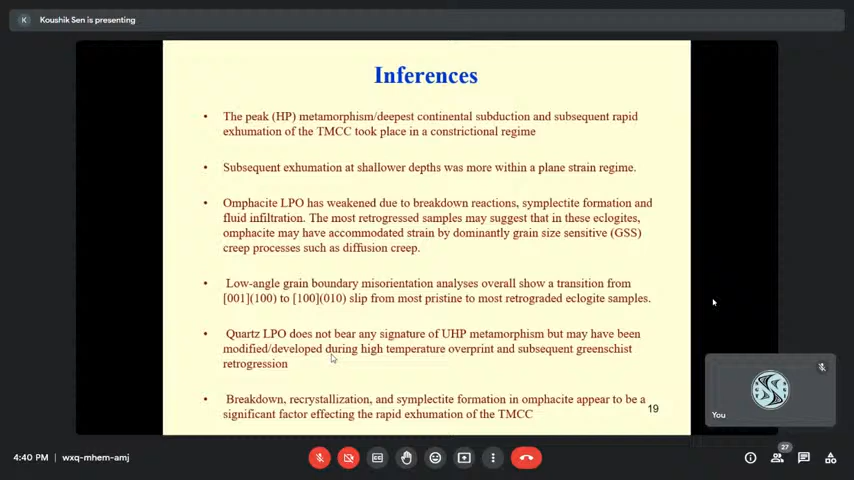 K Koushik Sen is presenting
Inferences
• The peak (HP) metamorphism/deepest continental subduction and subsequent rapid
exhumation of the TMCC took place in a constrictional regime
• Subsequent exhumation at shallower depths was more within a plane strain regime.
• Omphacite LPO has weakened due to breakdown reactions, symplectite formation and
fluid infiltration. The most retrogressed samples may suggest that in these eclogites,
omphacite may have accommodated strain by dominantly grain size sensitive (GSS)
creep processes such as diffusion creep.
• Low-angle grain boundary misorientation analyses overall show a transition from
[001](100) to [100](010) slip from most pristine to most retrograded eclogite samples.
• Quartz LPO does not bear any signature of UHP metamorphism but may have been
modified/developed during high temperature overprint and subsequent greenschist
retrogression
• Breakdown, recrystallization, and symplectite formation in omphacite appear to be a
significant factor effecting the rapid exhumation of the TMCC
19
You
4:40 PM | wxq-mhem-amj
27